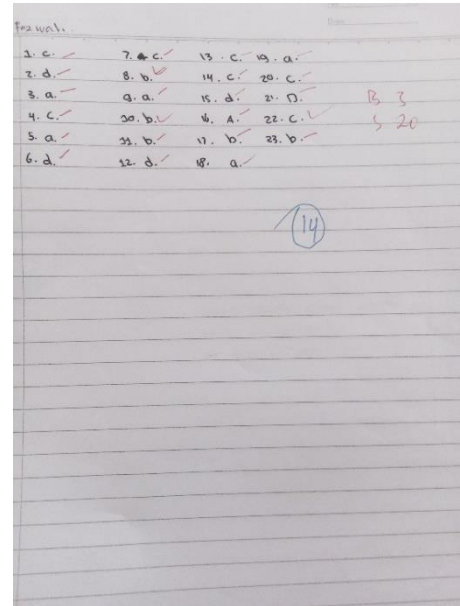 1. c. 7. c. 13. c. 19. a.
2. d. 8. b. 14. c. 20. c.
3. a. 9. a. 15. d. 21. D. B 3
4. c. 10. b. 16. A. 22. c. S 20
5. a. 11. b. 17. b. 23. b.
6. d. 12. d. 18. a.
14